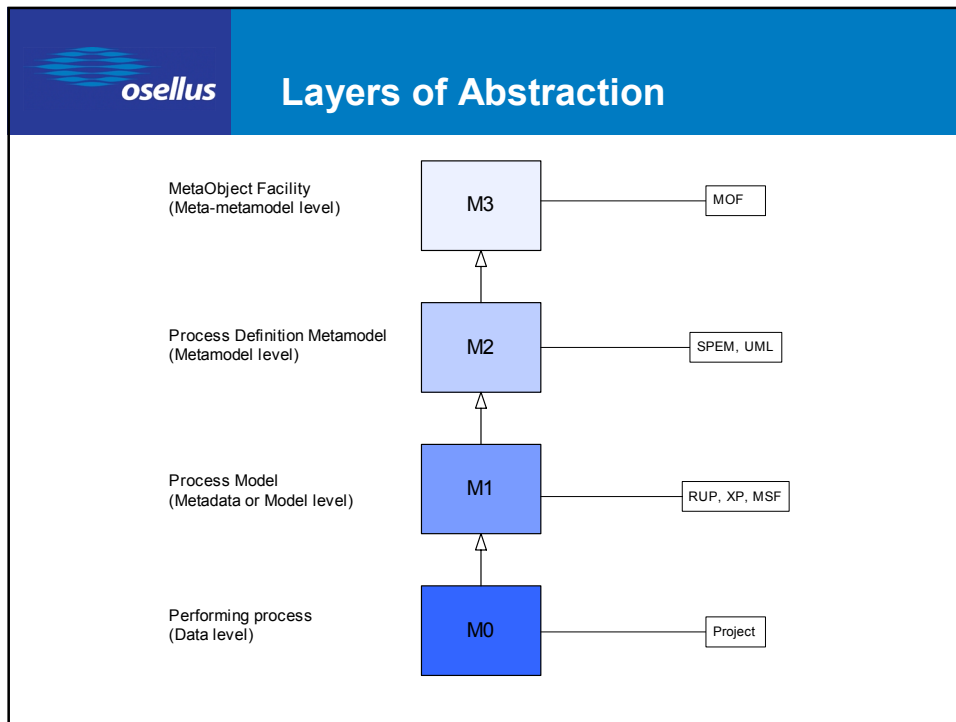 osellus
Layers of Abstraction
MetaObject Facility
(Meta-metamodel level)
M3
MOF
Process Definition Metamodel
(Metamodel level)
M2
SPEM, UML
Process Model
(Metadata or Model level)
M1
RUP, XP, MSF
Performing process
(Data level)
M0
Project